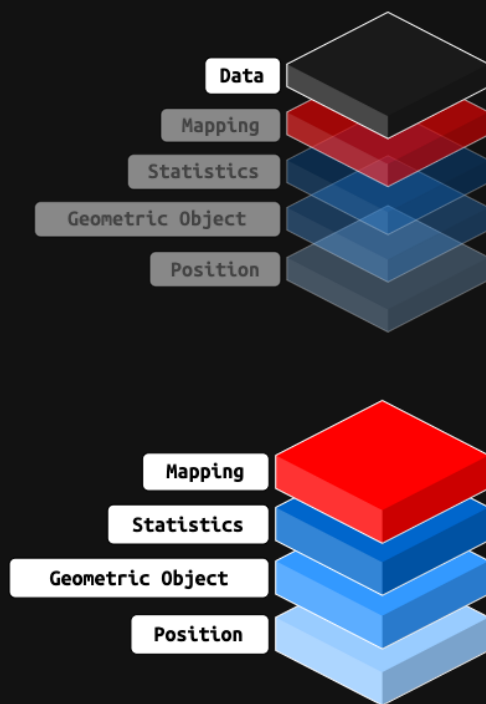 Data
Mapping
Statistics
Geometric Object
Position
Mapping
Statistics
Geometric Object
Position